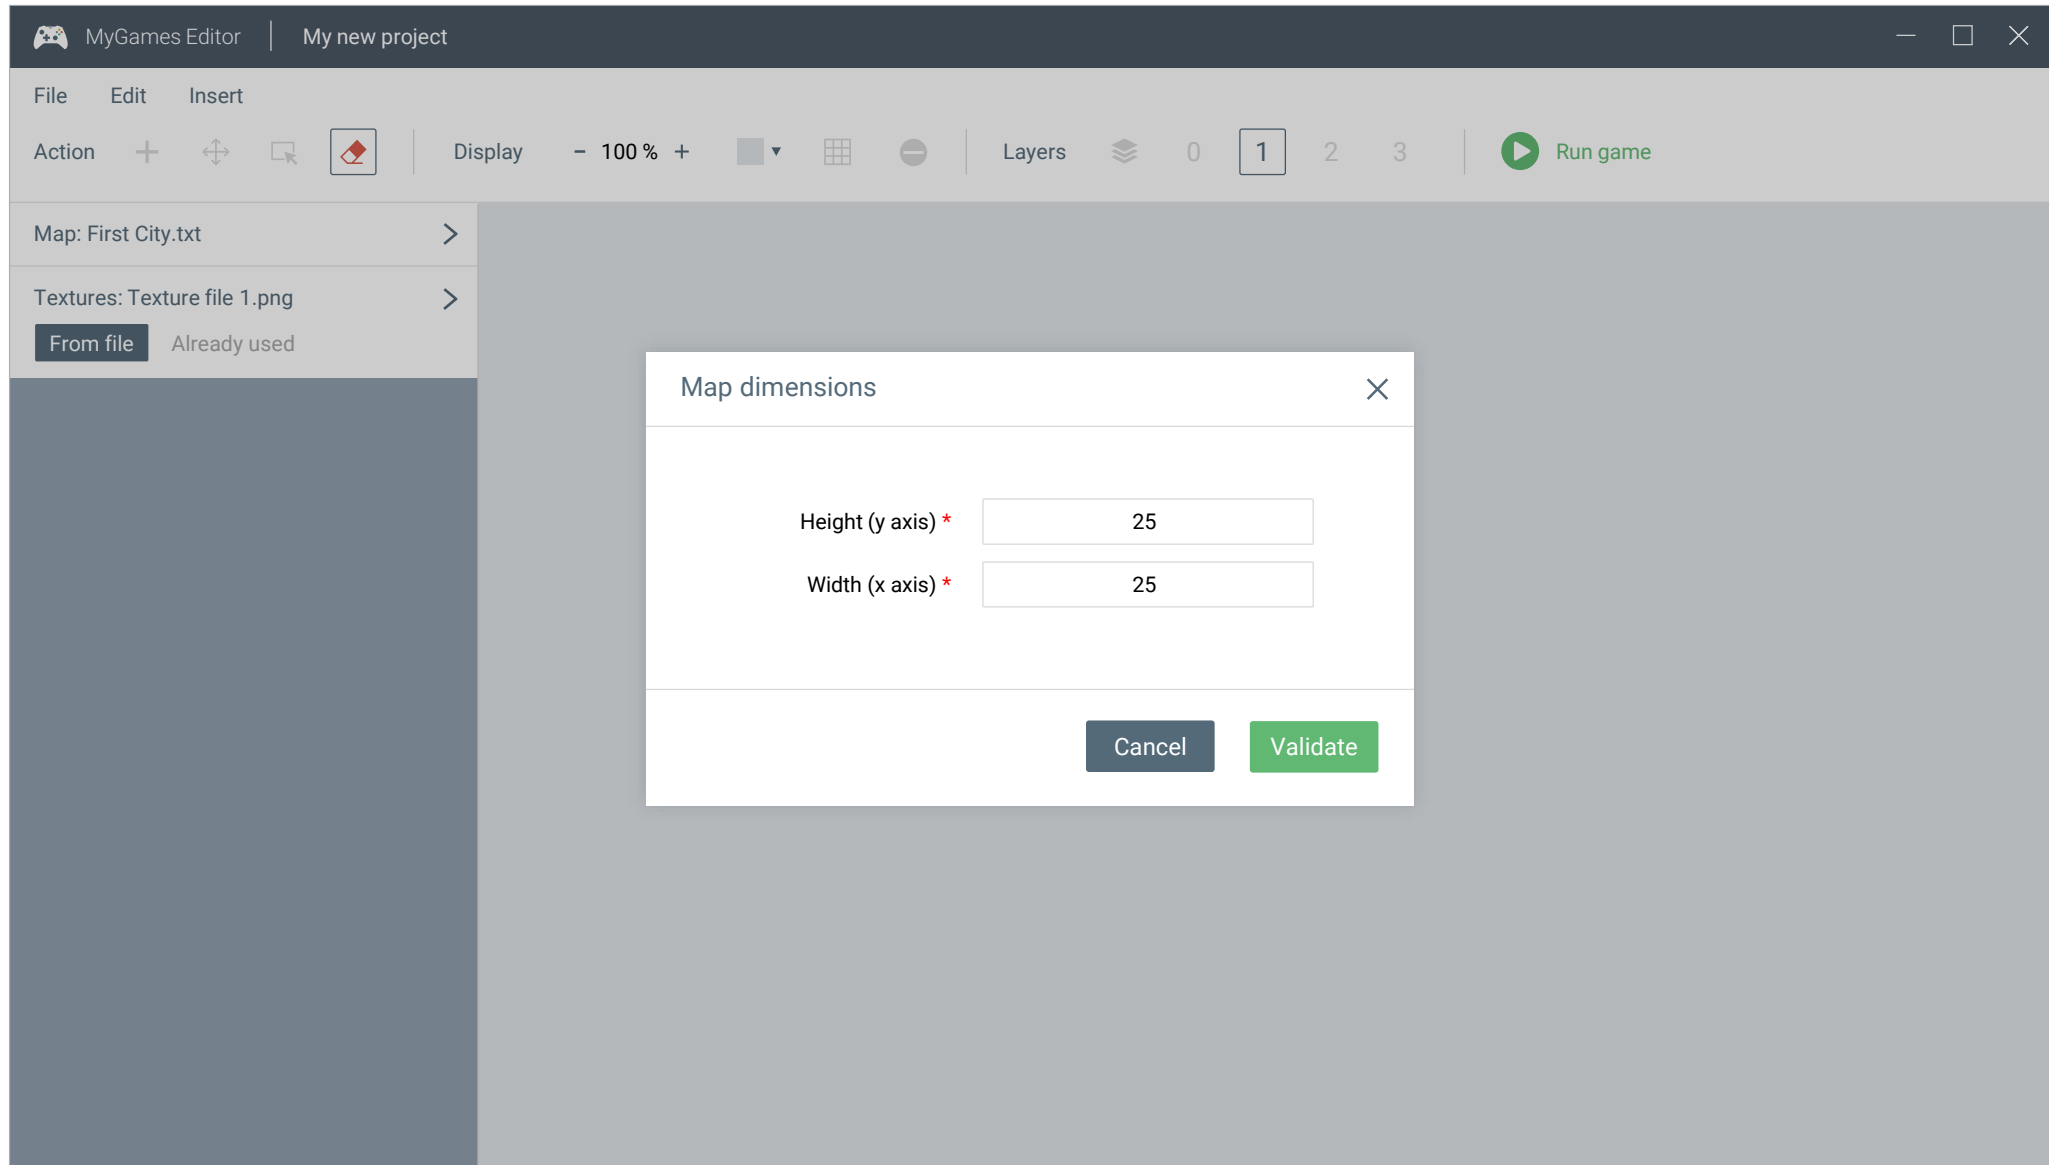 MyGames Editor My new project
File Edit Insert
Action Display - 100 % + Layers 0 1 2 3 Run game
Map: First City.txt
Textures: Texture file 1.png
From file Already used
Map dimensions
Height (y axis) * 25
Width (x axis) * 25
Cancel Validate